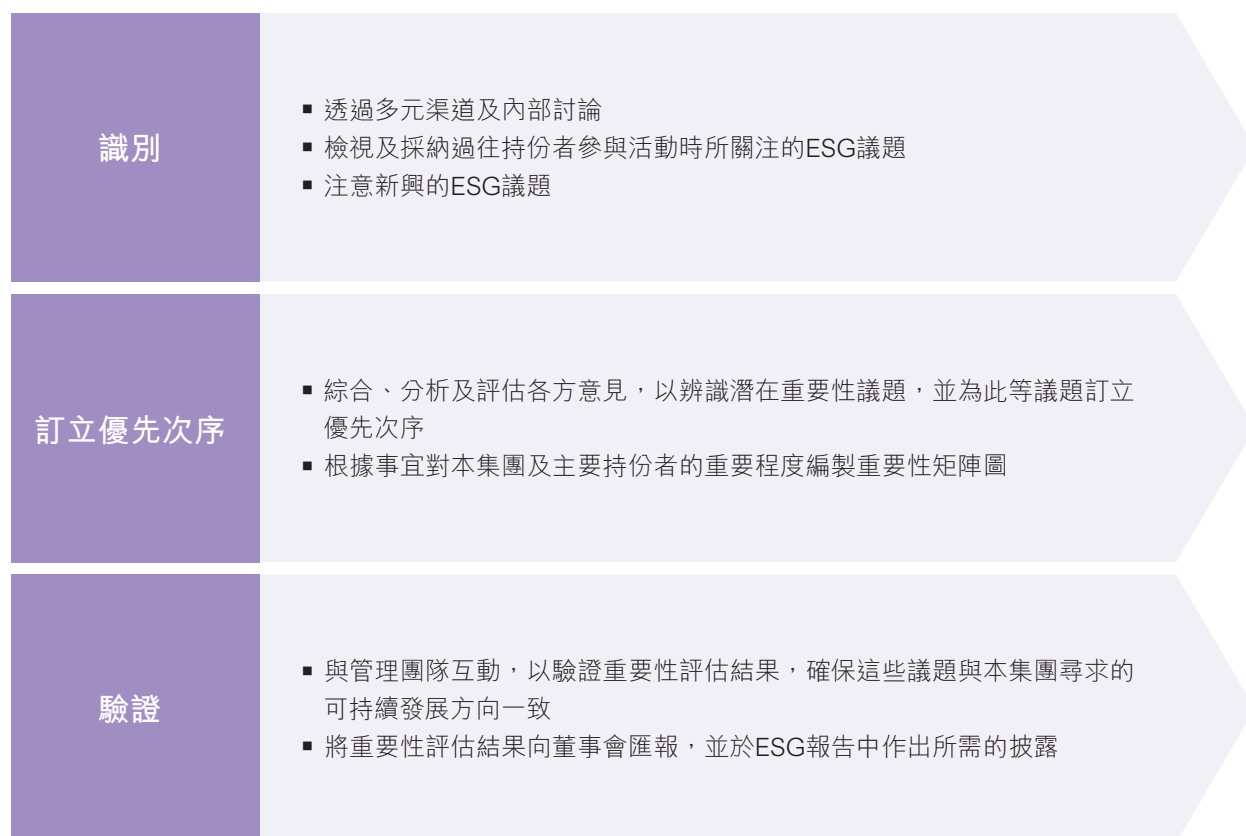 識別
■ 透過多元渠道及內部討論
■ 檢視及採納過往持份者參與活動時所關注的ESG議題
■ 注意新興的ESG議題
訂立優先次序
■ 綜合、分析及評估各方意見，以辨識潛在重要性議題，並為此等議題訂立
優先次序
■ 根據事宜對本集團及主要持份者的重要程度編製重要性矩陣圖
驗證
■ 與管理團隊互動，以驗證重要性評估結果，確保這些議題與本集團尋求的
可持續發展方向一致
■ 將重要性評估結果向董事會匯報，並於ESG報告中作出所需的披露